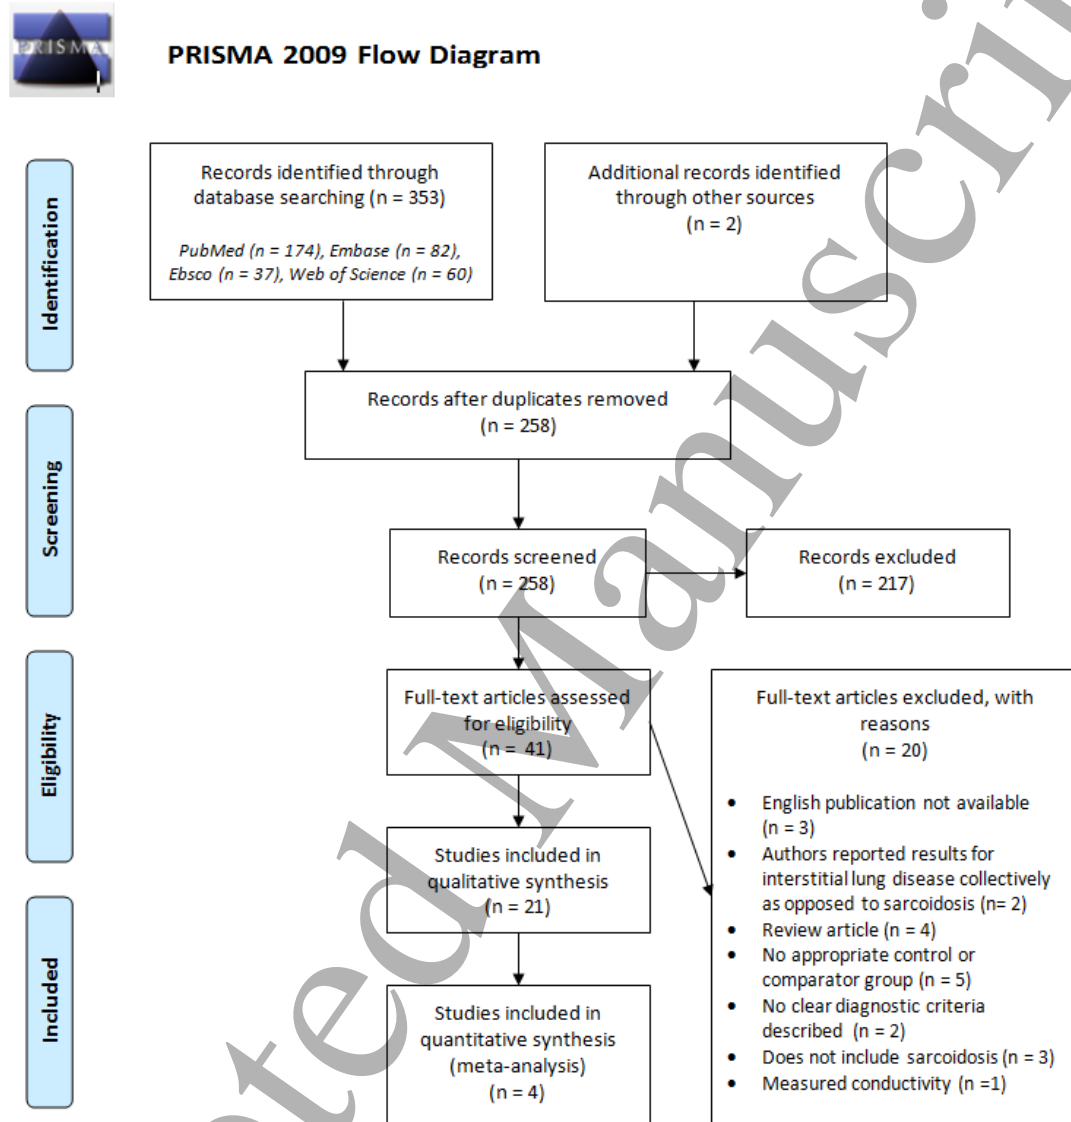 PRISMA
PRISMA 2009 Flow Diagram
Identification
Records identified through
database searching (n = 353)
PubMed (n = 174), Embase (n = 82),
Ebsco (n = 37), Web of Science (n = 60)
Additional records identified
through other sources
(n = 2)
Records after duplicates removed
(n = 258)
Screening
Records screened
(n = 258)
Records excluded
(n = 217)
Eligibility
Full-text articles assessed
for eligibility
(n = 41)
Full-text articles excluded, with
reasons
(n = 20)
• English publication not available
(n = 3)
• Authors reported results for
interstitial lung disease collectively
as opposed to sarcoidosis (n= 2)
• Review article (n = 4)
• No appropriate control or
comparator group (n = 5)
• No clear diagnostic criteria
described (n = 2)
• Does not include sarcoidosis (n = 3)
• Measured conductivity (n =1)
Studies included in
qualitative synthesis
(n = 21)
Included
Studies included in
quantitative synthesis
(meta-analysis)
(n = 4)
ted Manuscri